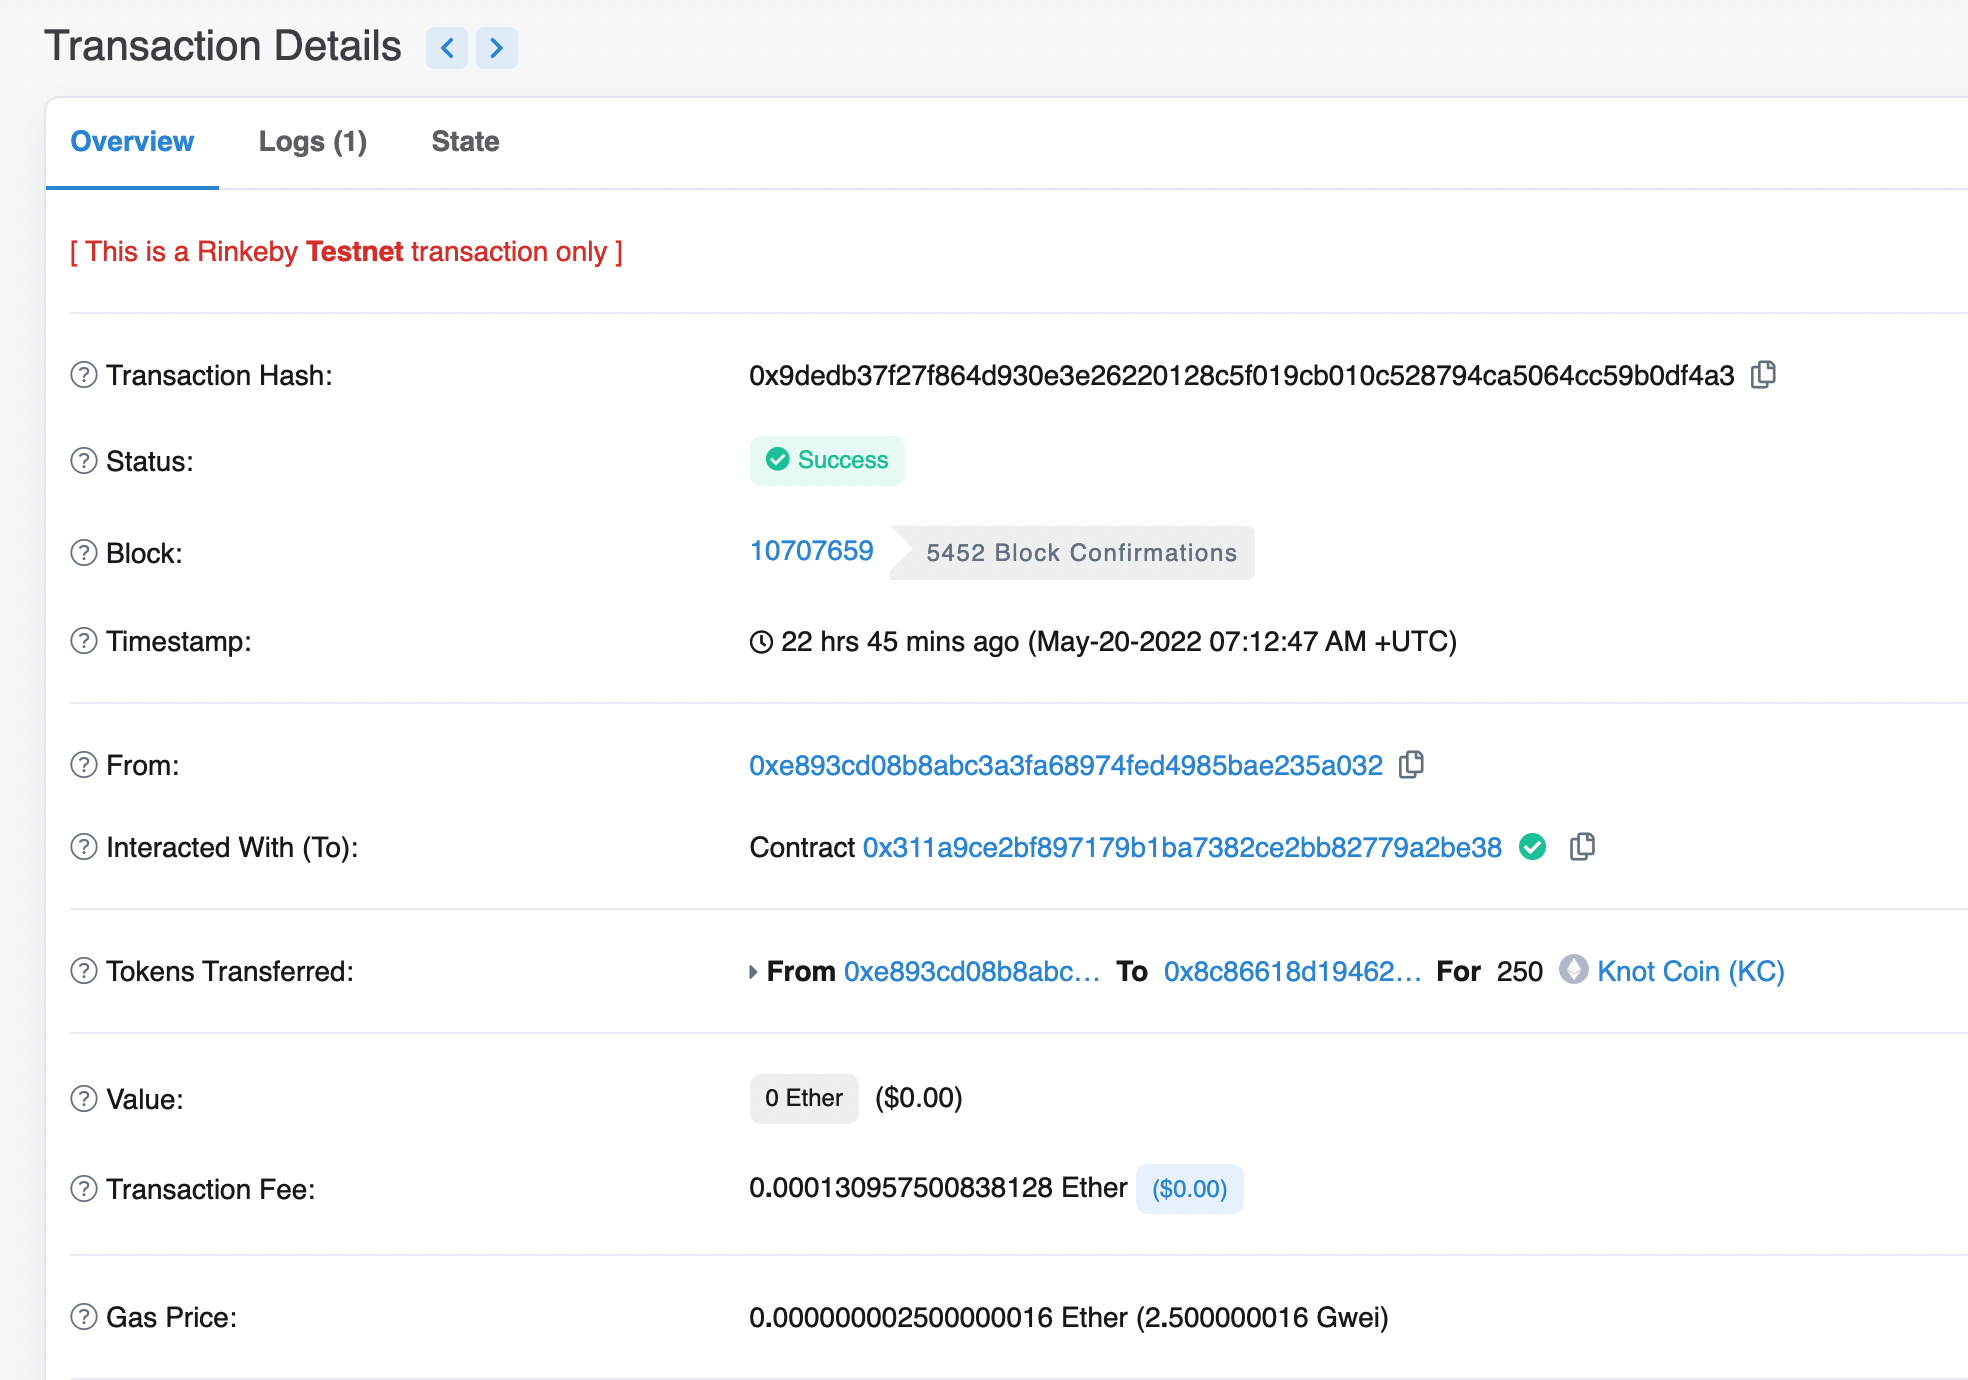 Transaction Details
Overview Logs (1) State
[ This is a Rinkeby Testnet transaction only ]
Transaction Hash: 0x9dedb37f27f864d930e3e26220128c5f019cb010c528794ca5064cc59b0df4a3
Status: Success
Block: 10707659 5452 Block Confirmations
Timestamp: 22 hrs 45 mins ago (May-20-2022 07:12:47 AM +UTC)
From: 0xe893cd08b8abc3a3fa68974fed4985bae235a032
Interacted With (To): Contract 0x311a9ce2bf897179b1ba7382ce2bb82779a2be38
Tokens Transferred: From 0xe893cd08b8abc... To 0x8c86618d19462... For 250 Knot Coin (KC)
Value: 0 Ether ($0.00)
Transaction Fee: 0.000130957500838128 Ether ($0.00)
Gas Price: 0.000000002500000016 Ether (2.500000016 Gwei)